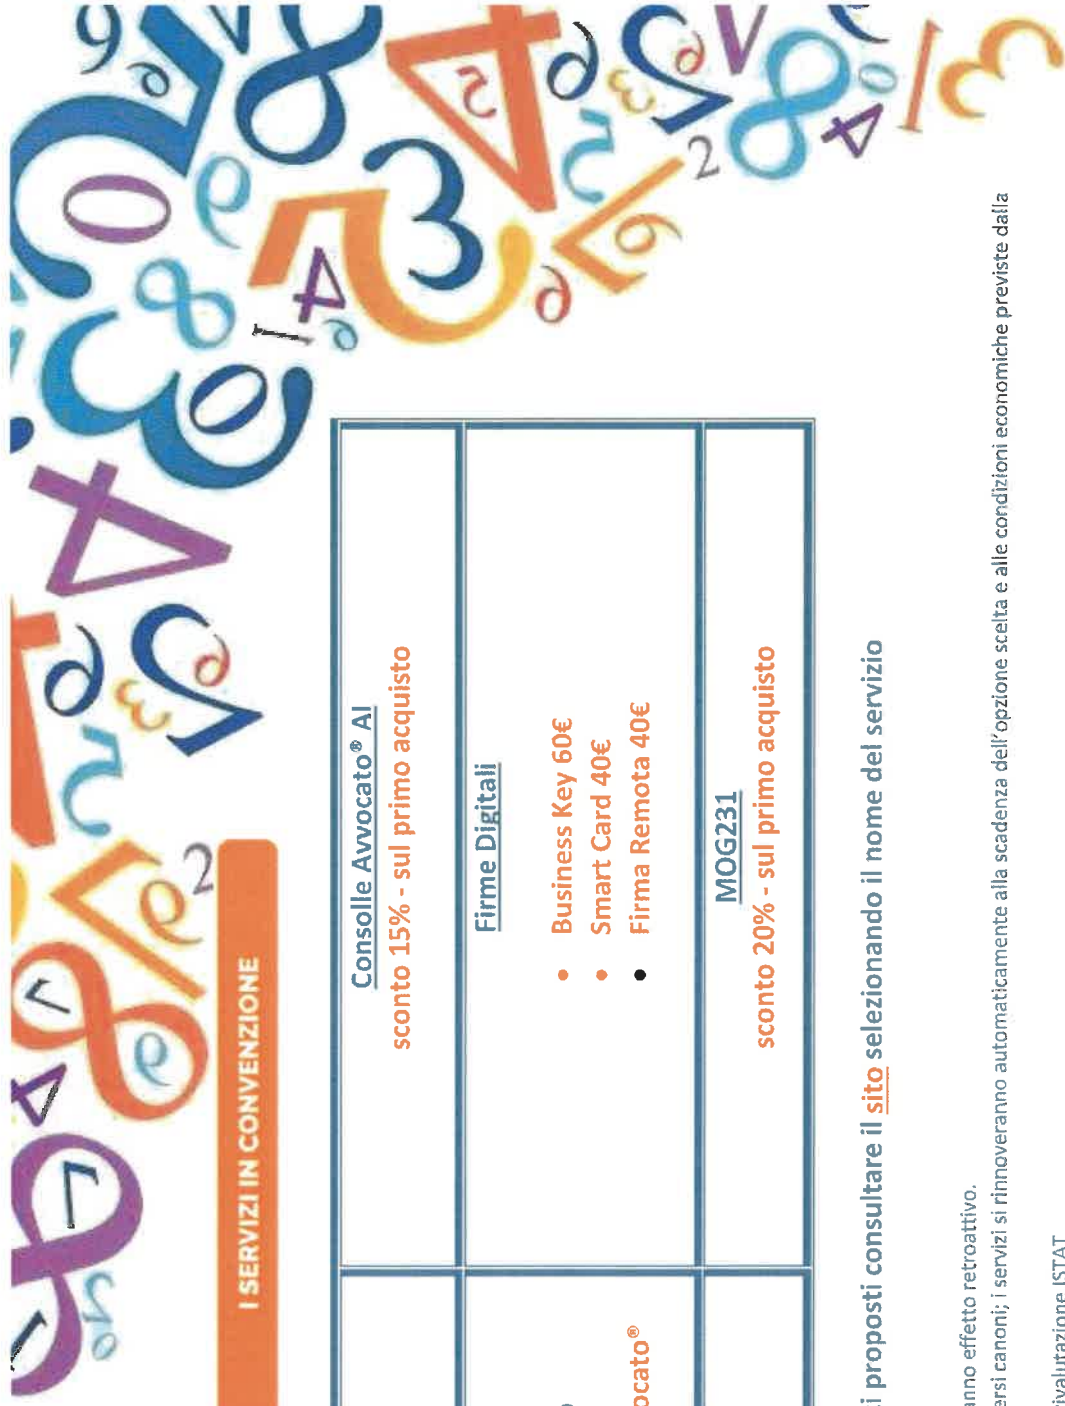 I SERVIZI IN CONVENZIONE
Consolle Avvocato® AI
sconto 15% - sul primo acquisto
Firme Digitali
• Business Key 60€
• Smart Card 40€
• Firma Remota 40€
ocato®
MOG231
sconto 20% - sul primo acquisto
i proposti consultare il sito selezionando il nome del servizio
anno effetto retroattivo.
ersi canoni; i servizi si rinnoveranno automaticamente alla scadenza dell'opzione scelta e alle condizioni economiche previste dalla
rivalutazione ISTAT